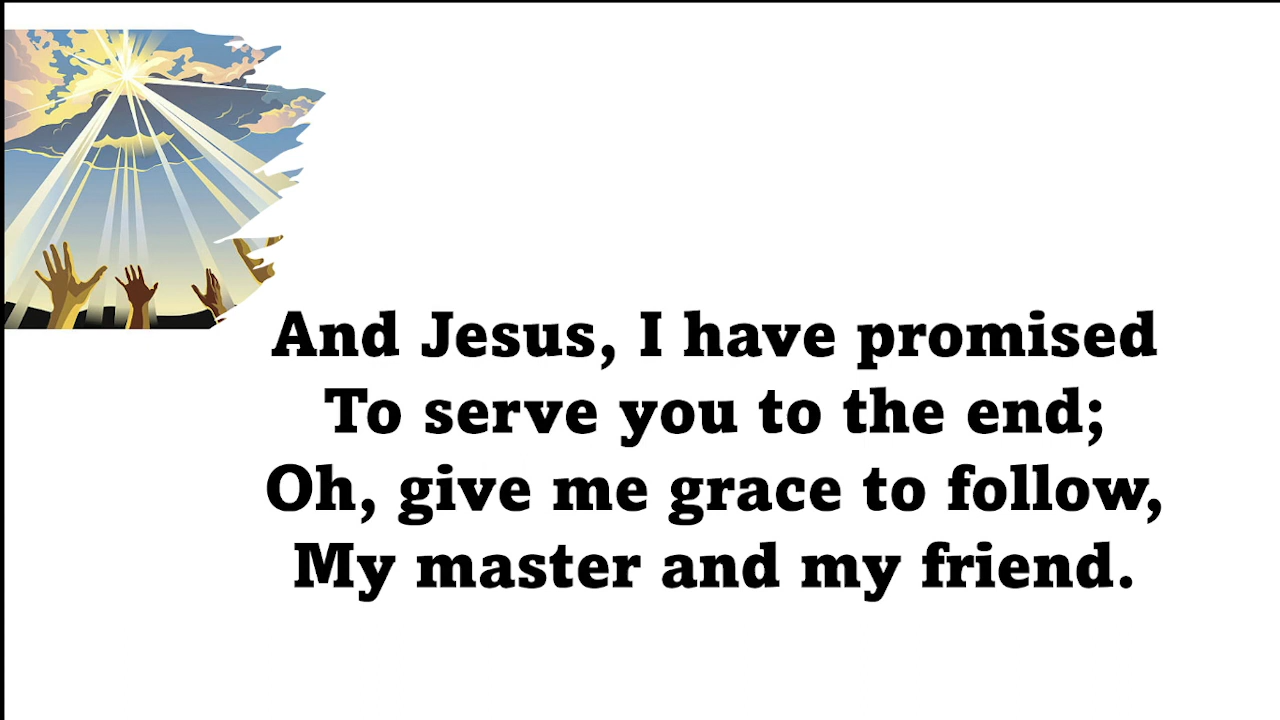 And Jesus, I have promised
To serve you to the end;
Oh, give me grace to follow,
My master and my friend.